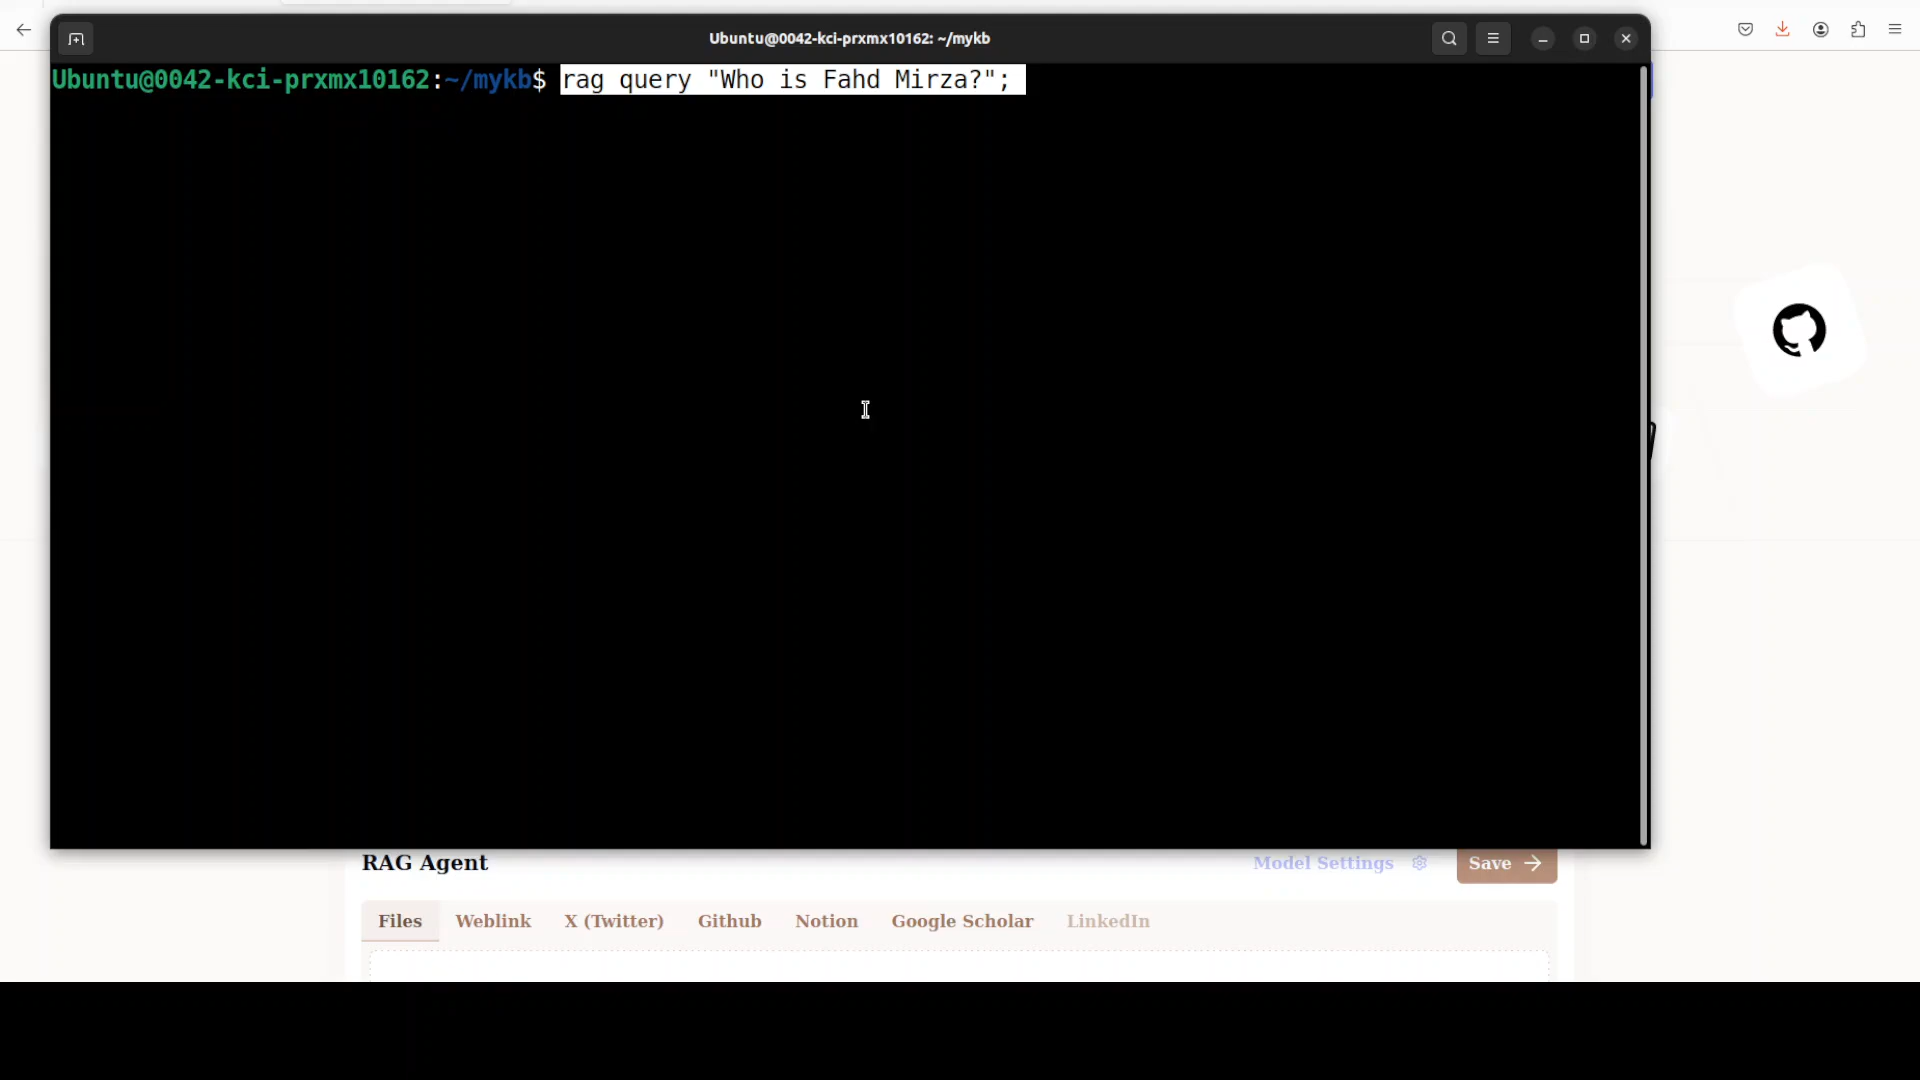 Ubuntu@0042-kci-prxmx10162: ~/mykb
Ubuntu@0042-kci-prxmx10162:~/mykb$ rag query "Who is Fahd Mirza?";
RAG Agent
Model Settings
Save
Files Weblink X (Twitter) Github Notion Google Scholar LinkedIn